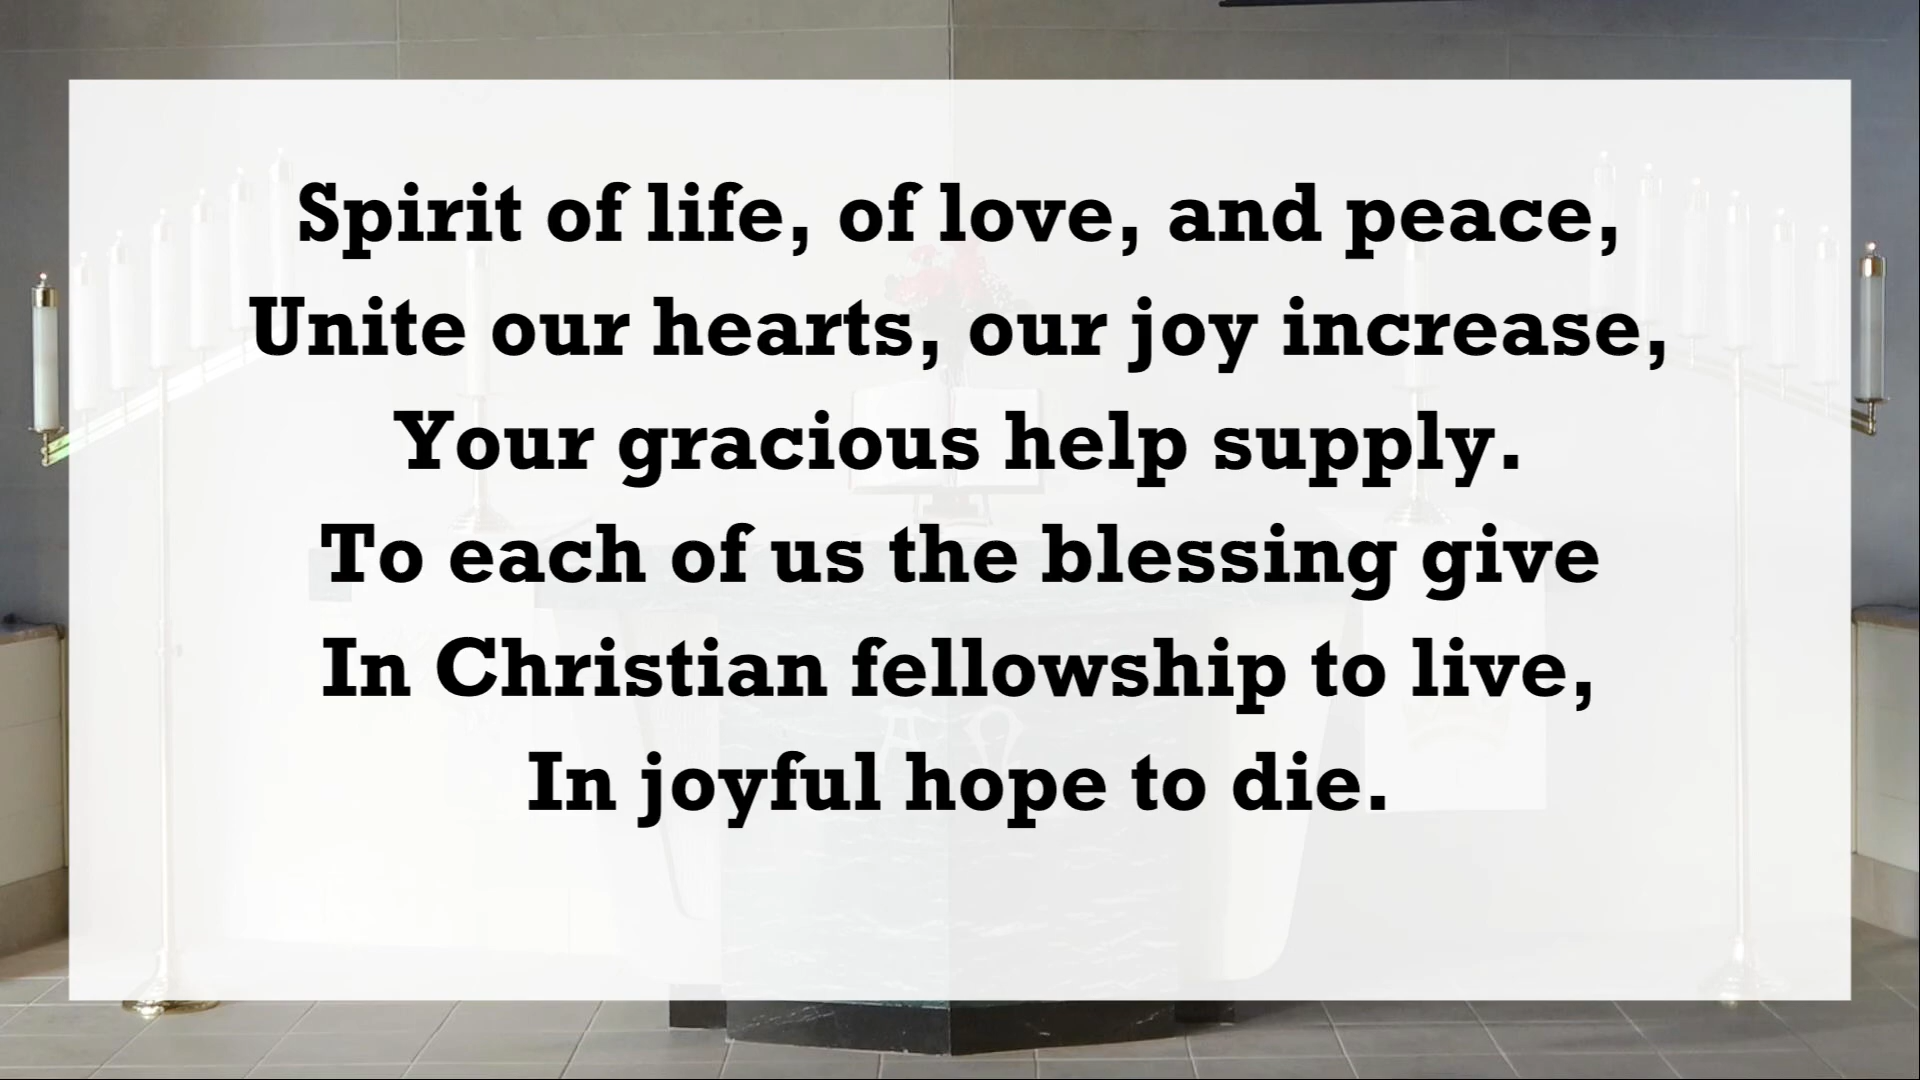 Spirit of life, of love, and peace,
Unite our hearts, our joy increase,
Your gracious help supply.
To each of us the blessing give
In Christian fellowship to live,
In joyful hope to die.
Α Ω